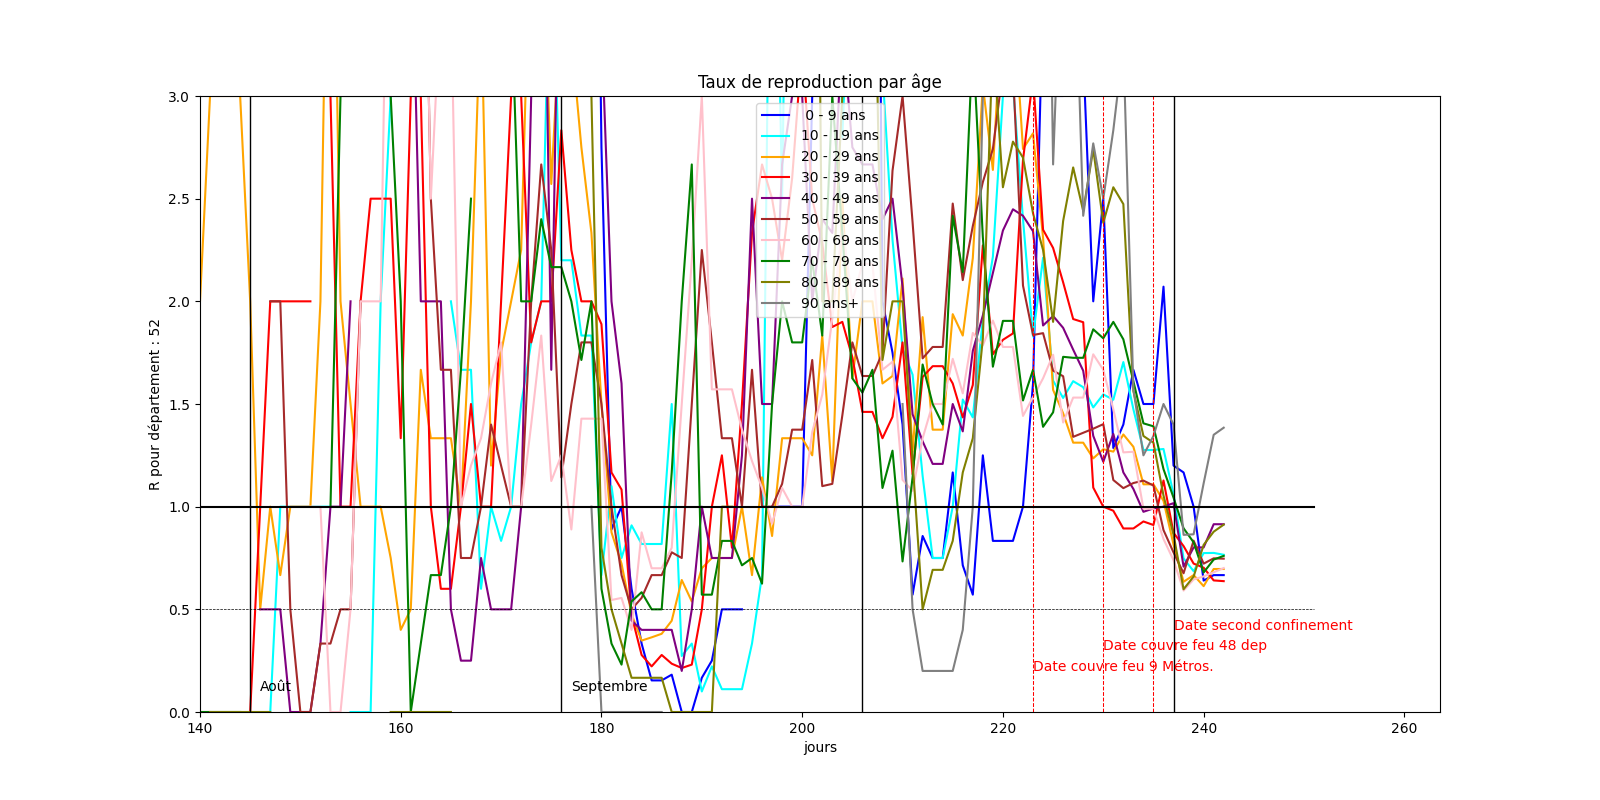 Taux de reproduction par âge
R pour département : 52
3.0
2.5
2.0
1.5
1.0
0.5
0.0
0 - 9 ans
10 - 19 ans
20 - 29 ans
30 - 39 ans
40 - 49 ans
50 - 59 ans
60 - 69 ans
70 - 79 ans
80 - 89 ans
90 ans+
Date second confinement
Date couvre feu 48 dep
Date couvre feu 9 Métros.
Août
Septembre
140 160 180 200 220 240 260
jours